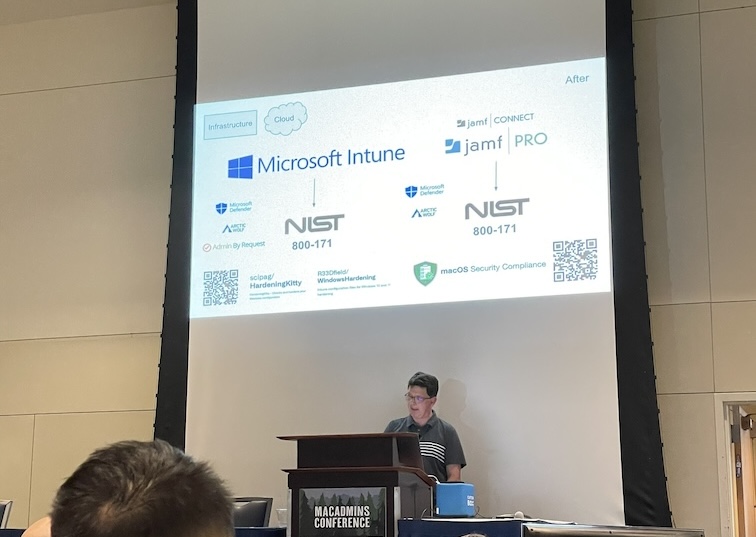 After
Infrastructure
Cloud
Microsoft Intune
jamf CONNECT
jamf PRO
Microsoft
Defender
ARCTIC
WOLF
Admin By Request
NIST
800-171
Microsoft
Defender
ARCTIC
WOLF
NIST
800-171
scipag/
HardeningKitty
R33Dfield/
WindowsHardening
macOS Security Compliance
MACADMINS
CONFERENCE